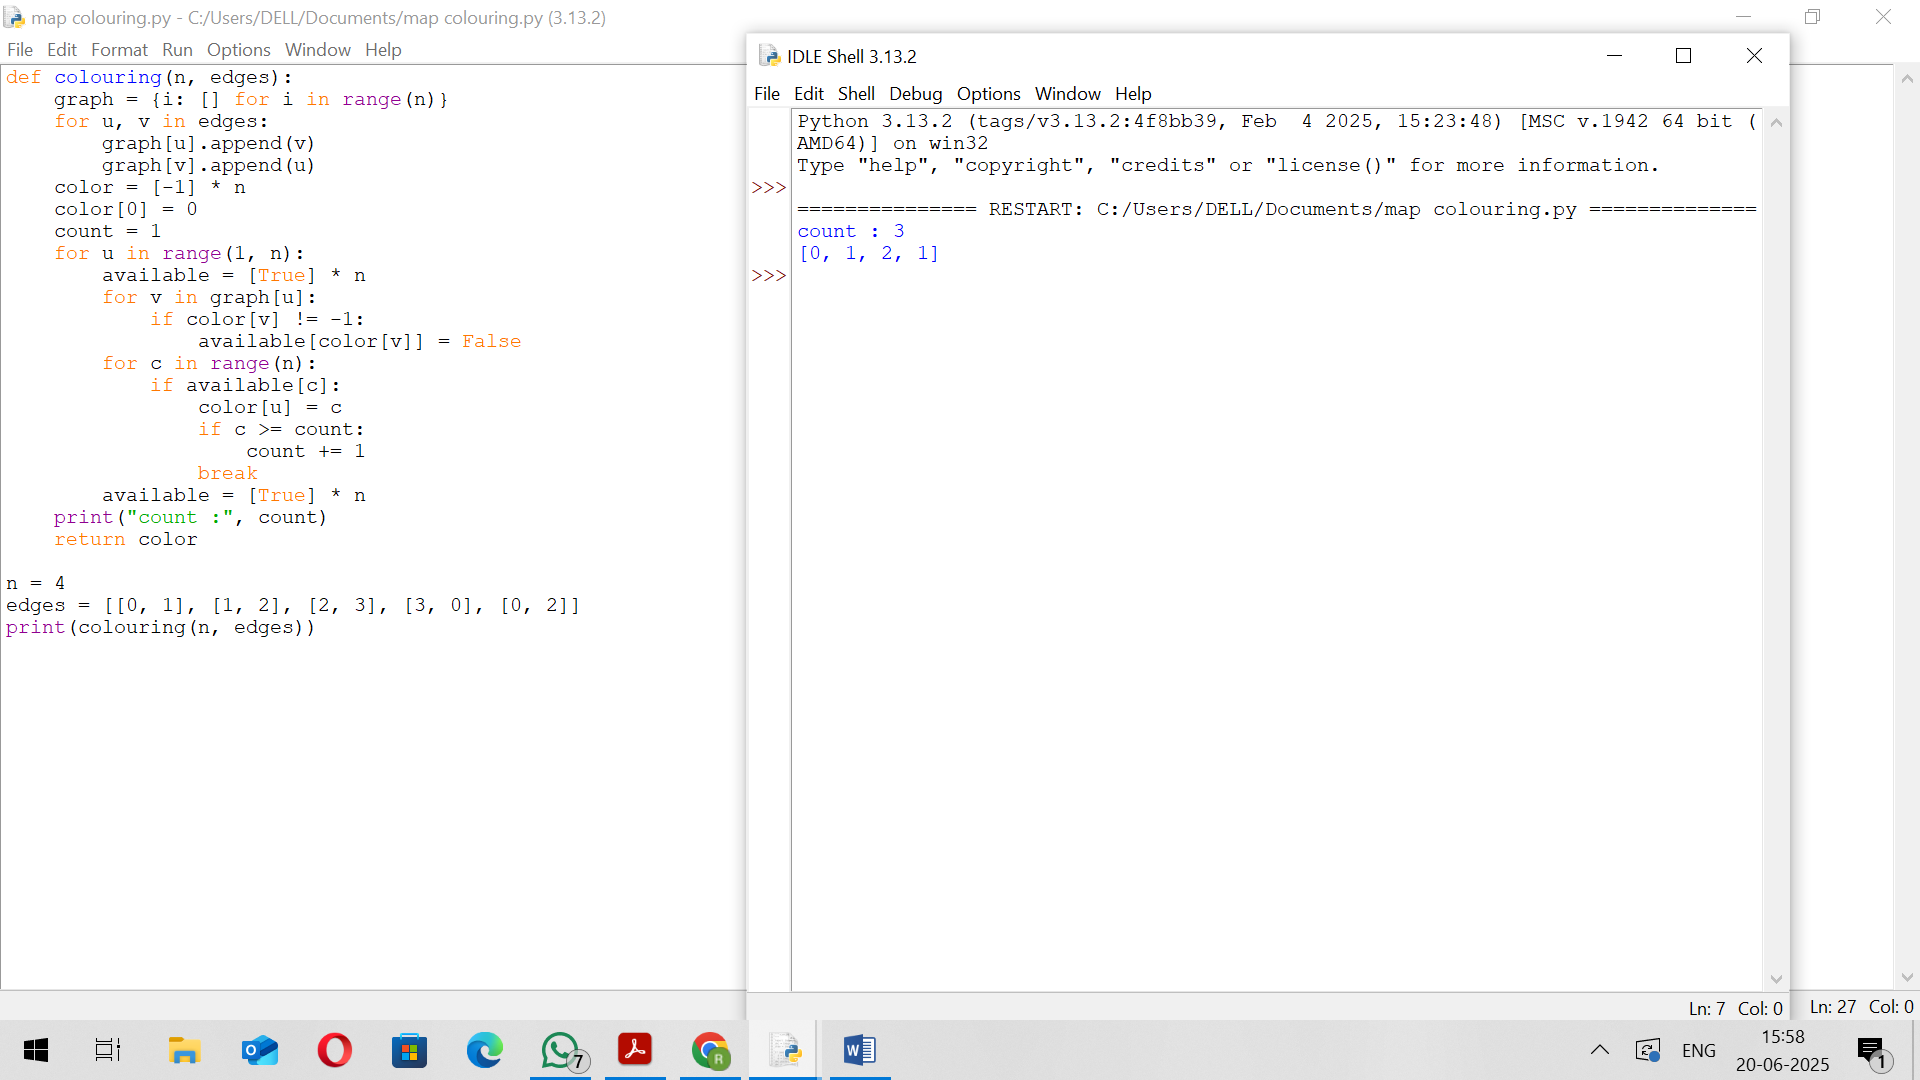 map colouring.py - C:/Users/DELL/Documents/map colouring.py (3.13.2)
File Edit Format Run Options Window Help
def colouring(n, edges):
    graph = {i: [] for i in range(n)}
    for u, v in edges:
        graph[u].append(v)
        graph[v].append(u)
    color = [-1] * n
    color[0] = 0
    count = 1
    for u in range(1, n):
        available = [True] * n
        for v in graph[u]:
            if color[v] != -1:
                available[color[v]] = False
        for c in range(n):
            if available[c]:
                color[u] = c
                if c >= count:
                    count += 1
                break
        available = [True] * n
    print("count :", count)
    return color
n = 4
edges = [[0, 1], [1, 2], [2, 3], [3, 0], [0, 2]]
print(colouring(n, edges))
IDLE Shell 3.13.2
File Edit Shell Debug Options Window Help
Python 3.13.2 (tags/v3.13.2:4f8bb39, Feb  4 2025, 15:23:48) [MSC v.1942 64 bit (
AMD64)] on win32
Type "help", "copyright", "credits" or "license()" for more information.
>>>
=============== RESTART: C:/Users/DELL/Documents/map colouring.py ==============
count : 3
[0, 1, 2, 1]
>>>
Ln: 7 Col: 0
Ln: 27 Col: 0
7
R
ENG
15:58
20-06-2025
1